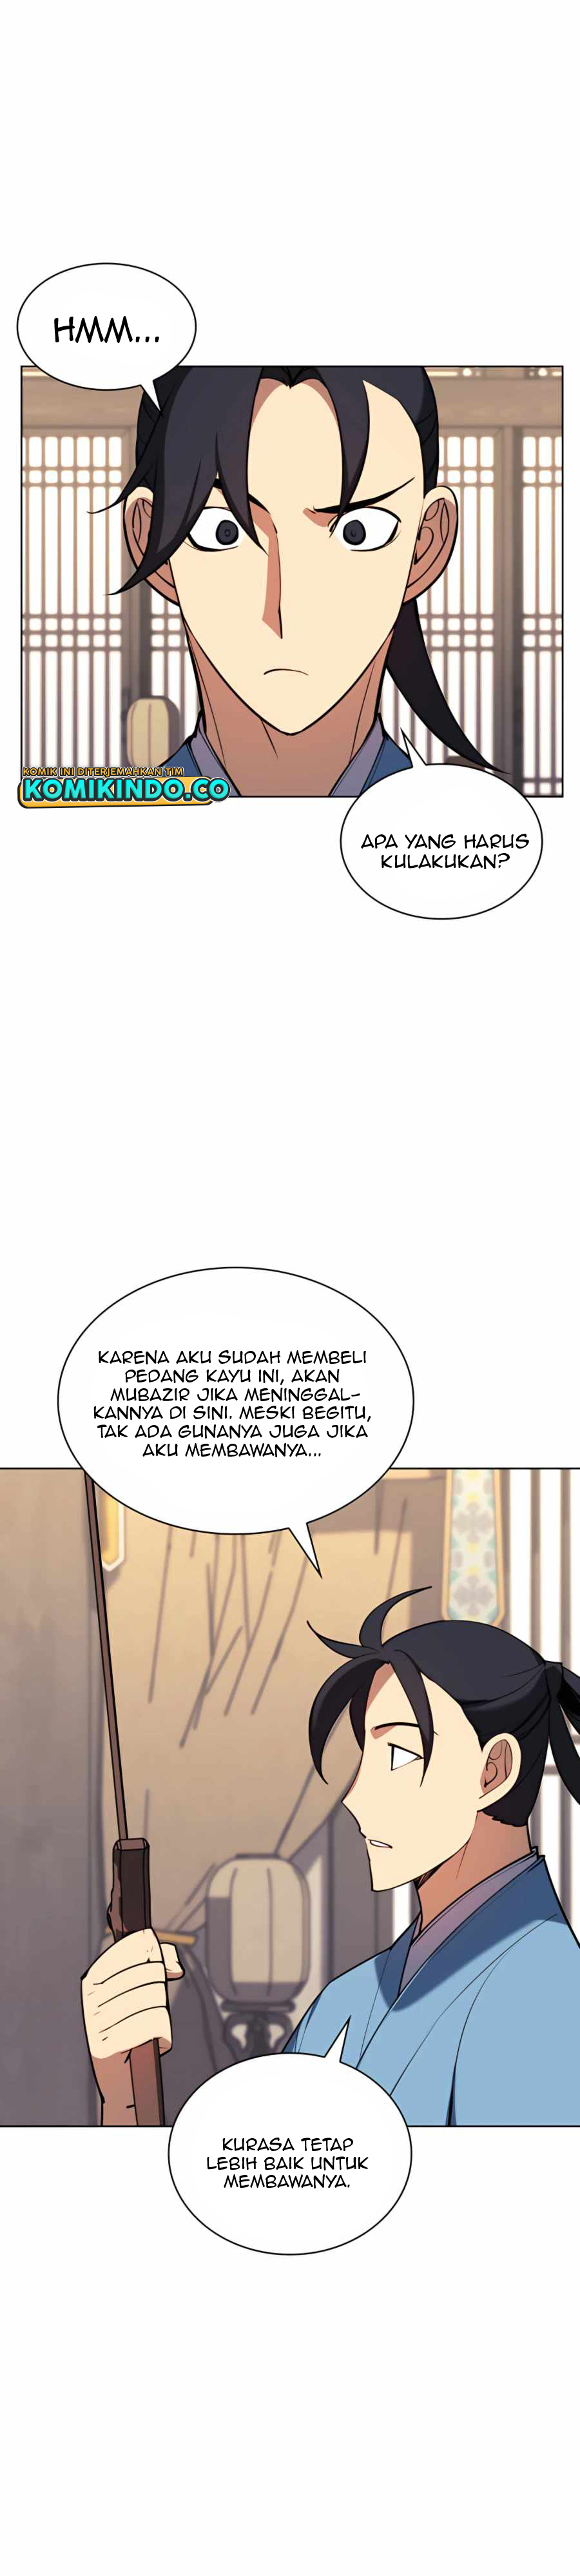 HMM...
KOMIK INI DITERJEMAHKAN TIM
KOMIKINDO.CO
APA YANG HARUS
KULAKUKAN?
KARENA AKU SUDAH MEMBELI
PEDANG KAYU INI, AKAN
MUBAZIR JIKA MENINGGAL-
KANNYA DI SINI. MESKI BEGITU,
TAK ADA GUNANYA JUGA JIKA
AKU MEMBAWANYA...
KURASA TETAP
LEBIH BAIK UNTUK
MEMBAWANYA.